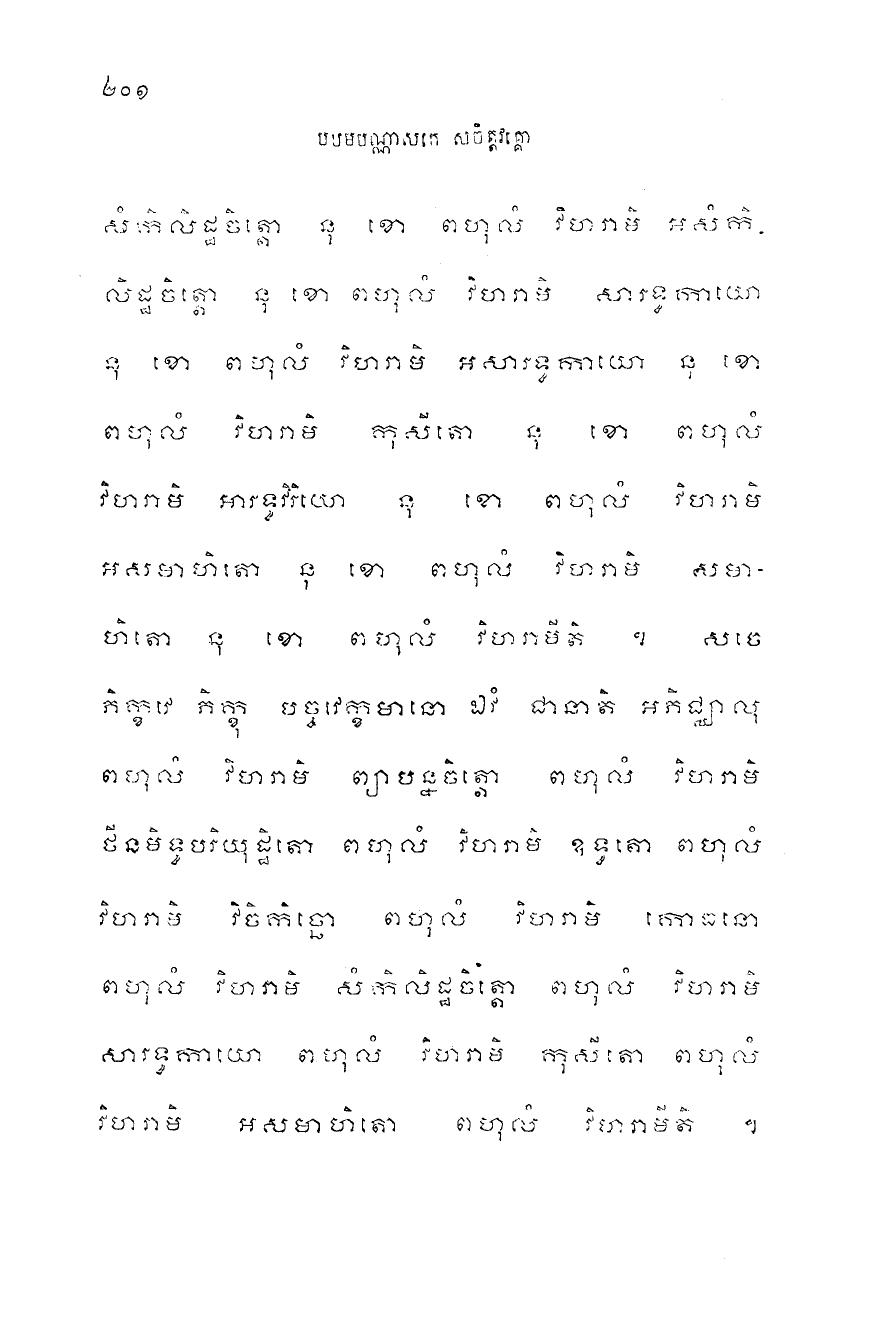 ២០១
បឋមបណ្ណាសកេ សចិត្តវគ្គោ
សំកិលិដ្ឋចិត្តោ នុ ខោ ពហុលំ វិហរាមិ អសំកិ-
លិដ្ឋចិត្តោ នុ ខោ ពហុលំ វិហរាមិ សារទ្ធកាយោ
នុ ខោ ពហុលំ វិហរាមិ អសារទ្ធកាយោ នុ ខោ
ពហុលំ វិហរាមិ កុសីតោ នុ ខោ ពហុលំ
វិហរាមិ អារទ្ធវិរិយោ នុ ខោ ពហុលំ វិហរាមិ
អសមាហិតោ នុ ខោ ពហុលំ វិហរាមិ សមា-
ហិតោ នុ ខោ ពហុលំ វិហរាមីតិ ។ សចេ
ភិក្ខវេ ភិក្ខុ បច្ចវេក្ខមានោ ឯវំ ជានាតិ អភិជ្ឈាលុ
ពហុលំ វិហរាមិ ព្យាបន្នចិត្តោ ពហុលំ វិហរាមិ
ថីនមិទ្ធបរិយុដ្ឋិតោ ពហុលំ វិហរាមិ ឧទ្ធតោ ពហុលំ
វិហរាមិ វិចិកិច្ឆោ ពហុលំ វិហរាមិ កោធនោ
ពហុលំ វិហរាមិ សំកិលិដ្ឋចិត្តោ ពហុលំ វិហរាមិ
សារទ្ធកាយោ ពហុលំ វិហរាមិ កុសីតោ ពហុលំ
វិហរាមិ អសមាហិតោ ពហុលំ វិហរាមីតិ ។